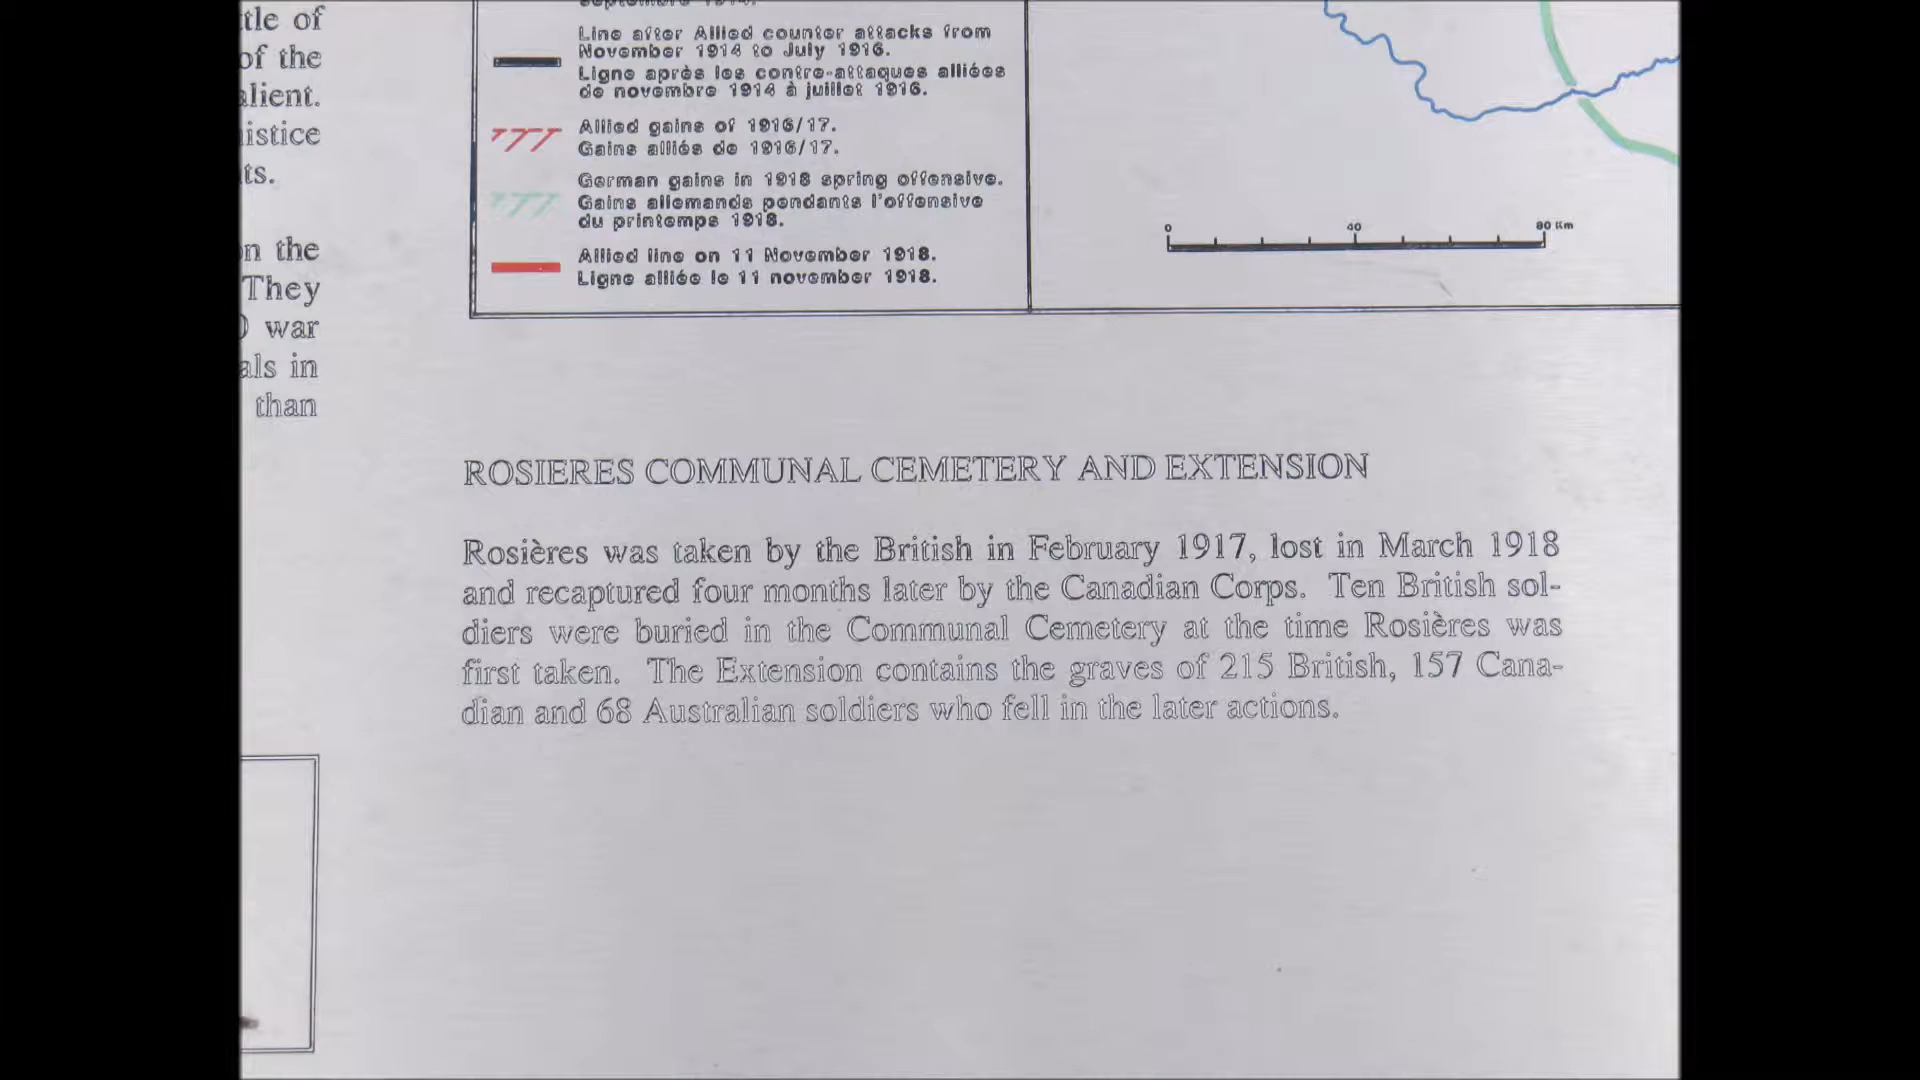 tle of
of the
alient.
istice
ts.
n the
They
war
als in
than
Line after Allied counter attacks from
November 1914 to July 1916.
Ligne après les contre-attaques alliées
de novembre 1914 à juillet 1916.
Allied gains of 1916/17.
Gains alliés de 1916/17.
German gains in 1918 spring offensive.
Gains allemands pendants l'offensive
du printemps 1918.
Allied line on 11 November 1918.
Ligne alliée le 11 november 1918.
0 40 80 Km
ROSIERES COMMUNAL CEMETERY AND EXTENSION
Rosières was taken by the British in February 1917, lost in March 1918
and recaptured four months later by the Canadian Corps. Ten British sol-
diers were buried in the Communal Cemetery at the time Rosières was
first taken. The Extension contains the graves of 215 British, 157 Cana-
dian and 68 Australian soldiers who fell in the later actions.